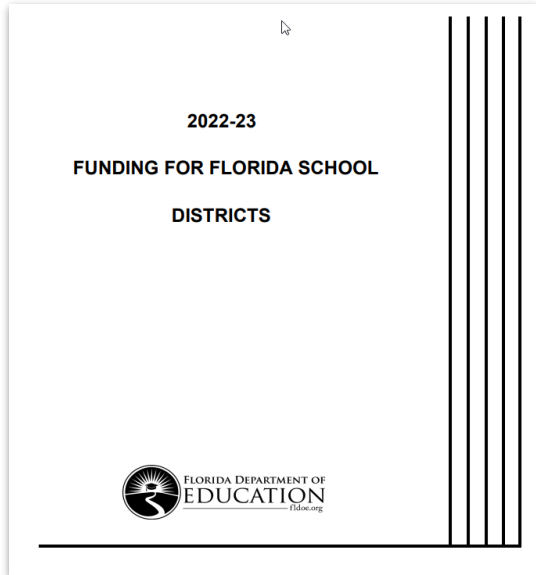 2022-23
FUNDING FOR FLORIDA SCHOOL
DISTRICTS
FLORIDA DEPARTMENT OF
EDUCATION
fldoe.org